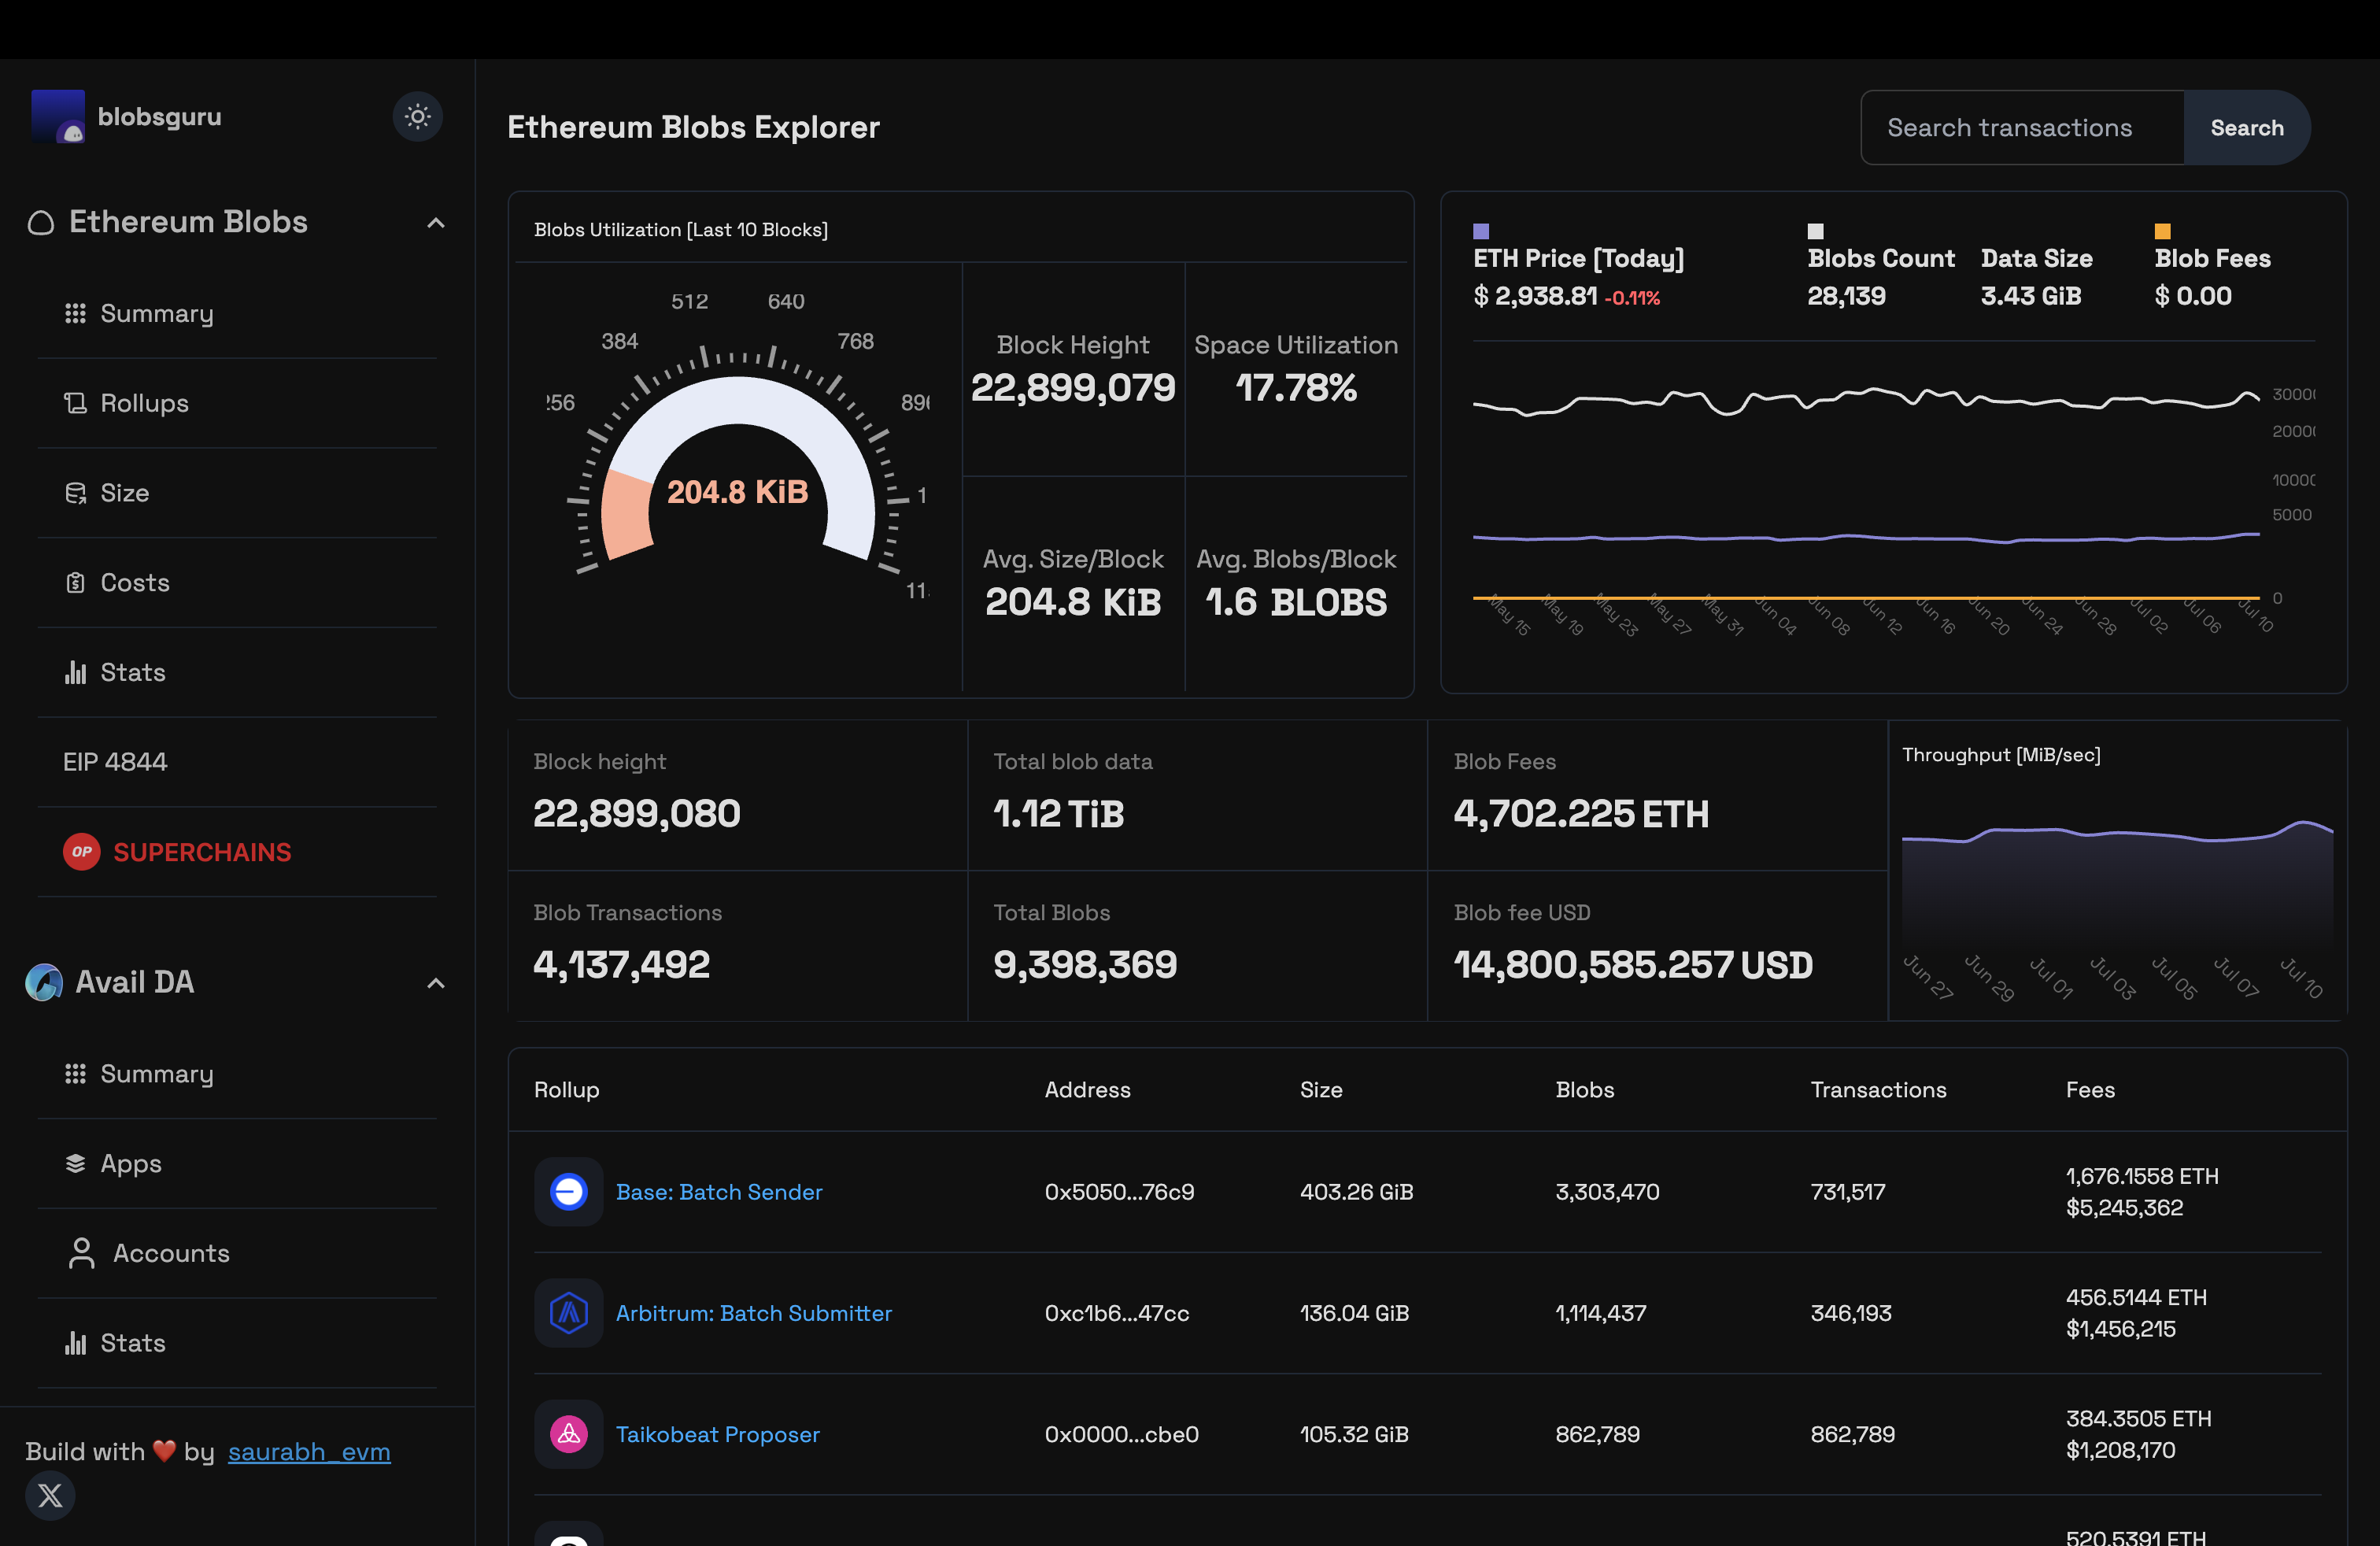 blobsguru
Ethereum Blobs
Summary
Rollups
Size
Costs
Stats
EIP 4844
OP SUPERCHAINS
Avail DA
Summary
Apps
Accounts
Stats
Build with ❤️ by saurabh_evm
Ethereum Blobs Explorer
Search transactions
Search
Blobs Utilization [Last 10 Blocks]
512 640
384 768
256 896
1
11
204.8 KiB
Block Height
22,899,079
Space Utilization
17.78%
Avg. Size/Block
204.8 KiB
Avg. Blobs/Block
1.6 BLOBS
ETH Price [Today]
$ 2,938.81 -0.11%
Blobs Count
28,139
Data Size
3.43 GiB
Blob Fees
$ 0.00
30000
20000
10000
5000
0
May 15 May 19 May 23 May 27 May 31 Jun 04 Jun 08 Jun 12 Jun 16 Jun 20 Jun 24 Jun 28 Jul 02 Jul 06 Jul 10
Block height
22,899,080
Total blob data
1.12 TiB
Blob Fees
4,702.225 ETH
Blob Transactions
4,137,492
Total Blobs
9,398,369
Blob fee USD
14,800,585.257 USD
Throughput [MiB/sec]
Jun 27 Jun 29 Jul 01 Jul 03 Jul 05 Jul 07 Jul 10
Rollup Address Size Blobs Transactions Fees
Base: Batch Sender 0x5050...76c9 403.26 GiB 3,303,470 731,517 1,676.1558 ETH
$5,245,362
Arbitrum: Batch Submitter 0xc1b6...47cc 136.04 GiB 1,114,437 346,193 456.5144 ETH
$1,456,215
Taikobeat Proposer 0x0000...cbe0 105.32 GiB 862,789 862,789 384.3505 ETH
$1,208,170
520.5391 ETH